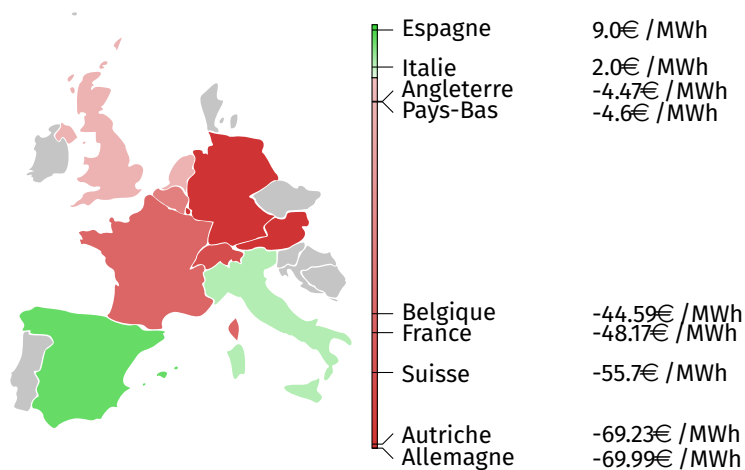 Espagne 9.0€/MWh
Italie 2.0€/MWh
Angleterre -4.47€/MWh
Pays-Bas -4.6€/MWh
Belgique -44.59€/MWh
France -48.17€/MWh
Suisse -55.7€/MWh
Autriche -69.23€/MWh
Allemagne -69.99€/MWh